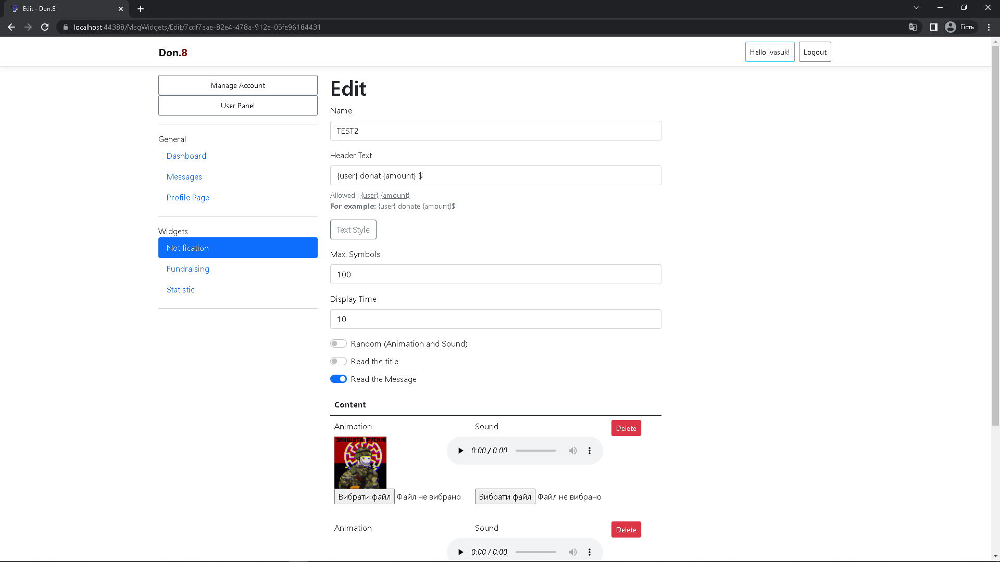 Edit - Don.8
localhost:44388/MsgWidgets/Edit/7cdf7aae-82e4-478a-912e-05fe96184431
Гість
Don.8
Hello Ivasuk!
Logout
Manage Account
User Panel
General
Dashboard
Messages
Profile Page
Widgets
Notification
Fundraising
Statistic
Edit
Name
TEST2
Header Text
{user} donat {amount} $
Allowed : {user} {amount}
For example: {user} donate {amount}$
Text Style
Max. Symbols
100
Display Time
10
Random (Animation and Sound)
Read the title
Read the Message
Content
Animation
Sound
Delete
ЗНИЩИТИ РУСНЮ
0:00 / 0:00
Вибрати файл Файл не вибрано
Вибрати файл Файл не вибрано
Animation
Sound
Delete
0:00 / 0:00